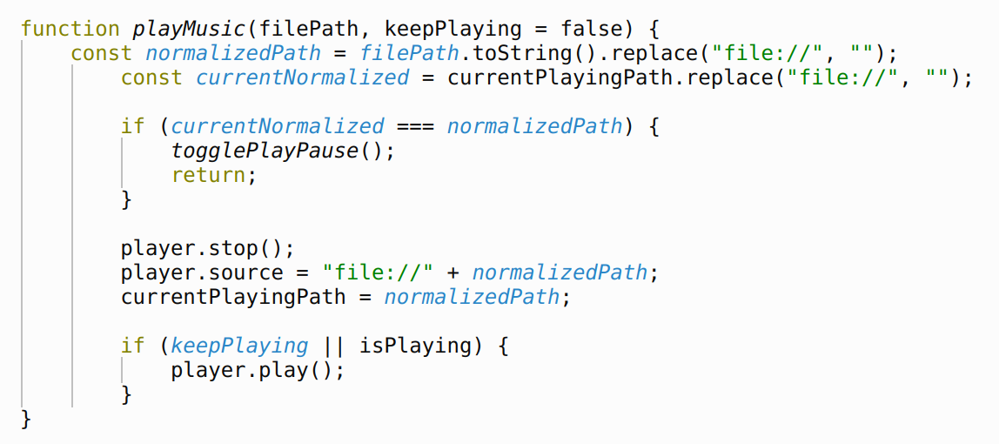 function playMusic(filePath, keepPlaying = false) {
    const normalizedPath = filePath.toString().replace("file://", "");
        const currentNormalized = currentPlayingPath.replace("file://", "");

        if (currentNormalized === normalizedPath) {
            togglePlayPause();
            return;
        }

        player.stop();
        player.source = "file://" + normalizedPath;
        currentPlayingPath = normalizedPath;

        if (keepPlaying || isPlaying) {
            player.play();
        }
}